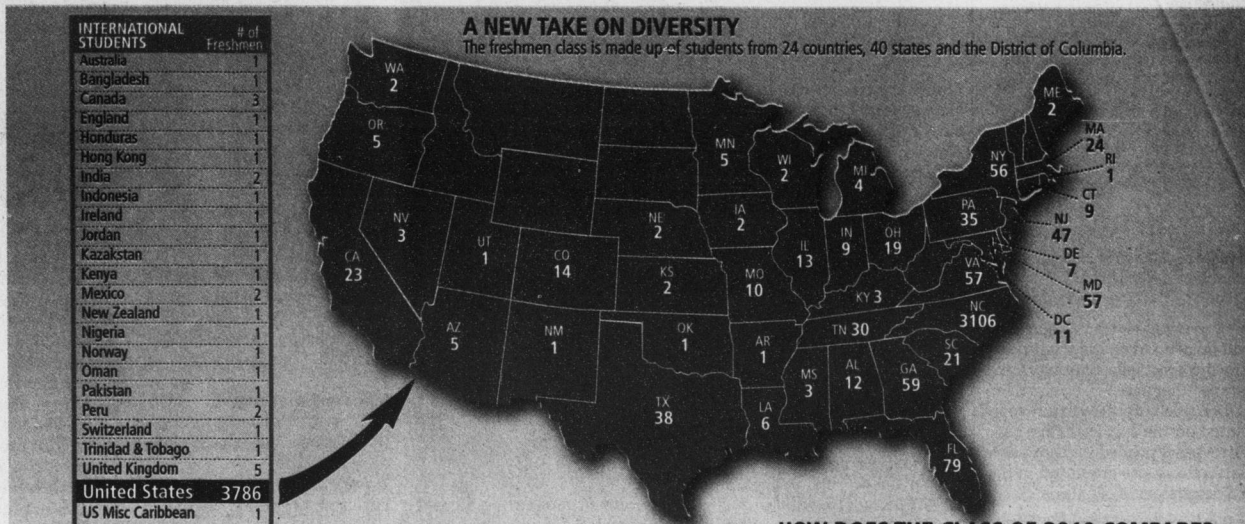 INTERNATIONAL STUDENTS # of Freshmen
Australia 1
Bangladesh 1
Canada 3
England 1
Honduras 1
Hong Kong 1
India 2
Indonesia 1
Ireland 1
Jordan 1
Kazakstan 1
Kenya 1
Mexico 2
New Zealand 1
Nigeria 1
Norway 1
Oman 1
Pakistan 1
Peru 2
Switzerland 1
Trinidad & Tobago 1
United Kingdom 5
United States 3786
US Misc Caribbean 1
A NEW TAKE ON DIVERSITY
The freshmen class is made up of students from 24 countries, 40 states and the District of Columbia.
WA
2
OR
5
CA
23
NV
3
UT
1
AZ
5
CO
14
NM
1
NE
2
KS
2
OK
1
TX
38
MN
5
IA
2
MO
10
AR
1
LA
6
WI
2
IL
13
MI
4
IN
9
OH
19
KY 3
TN 30
MS
3
AL
12
GA
59
FL
79
SC
21
NC
3106
VA
57
PA
35
NY
56
ME
2
MA
24
RI
1
CT
9
NJ
47
DE
7
MD
57
DC
11
HOW DOES THE CLASS OF 2010 COMPARE?